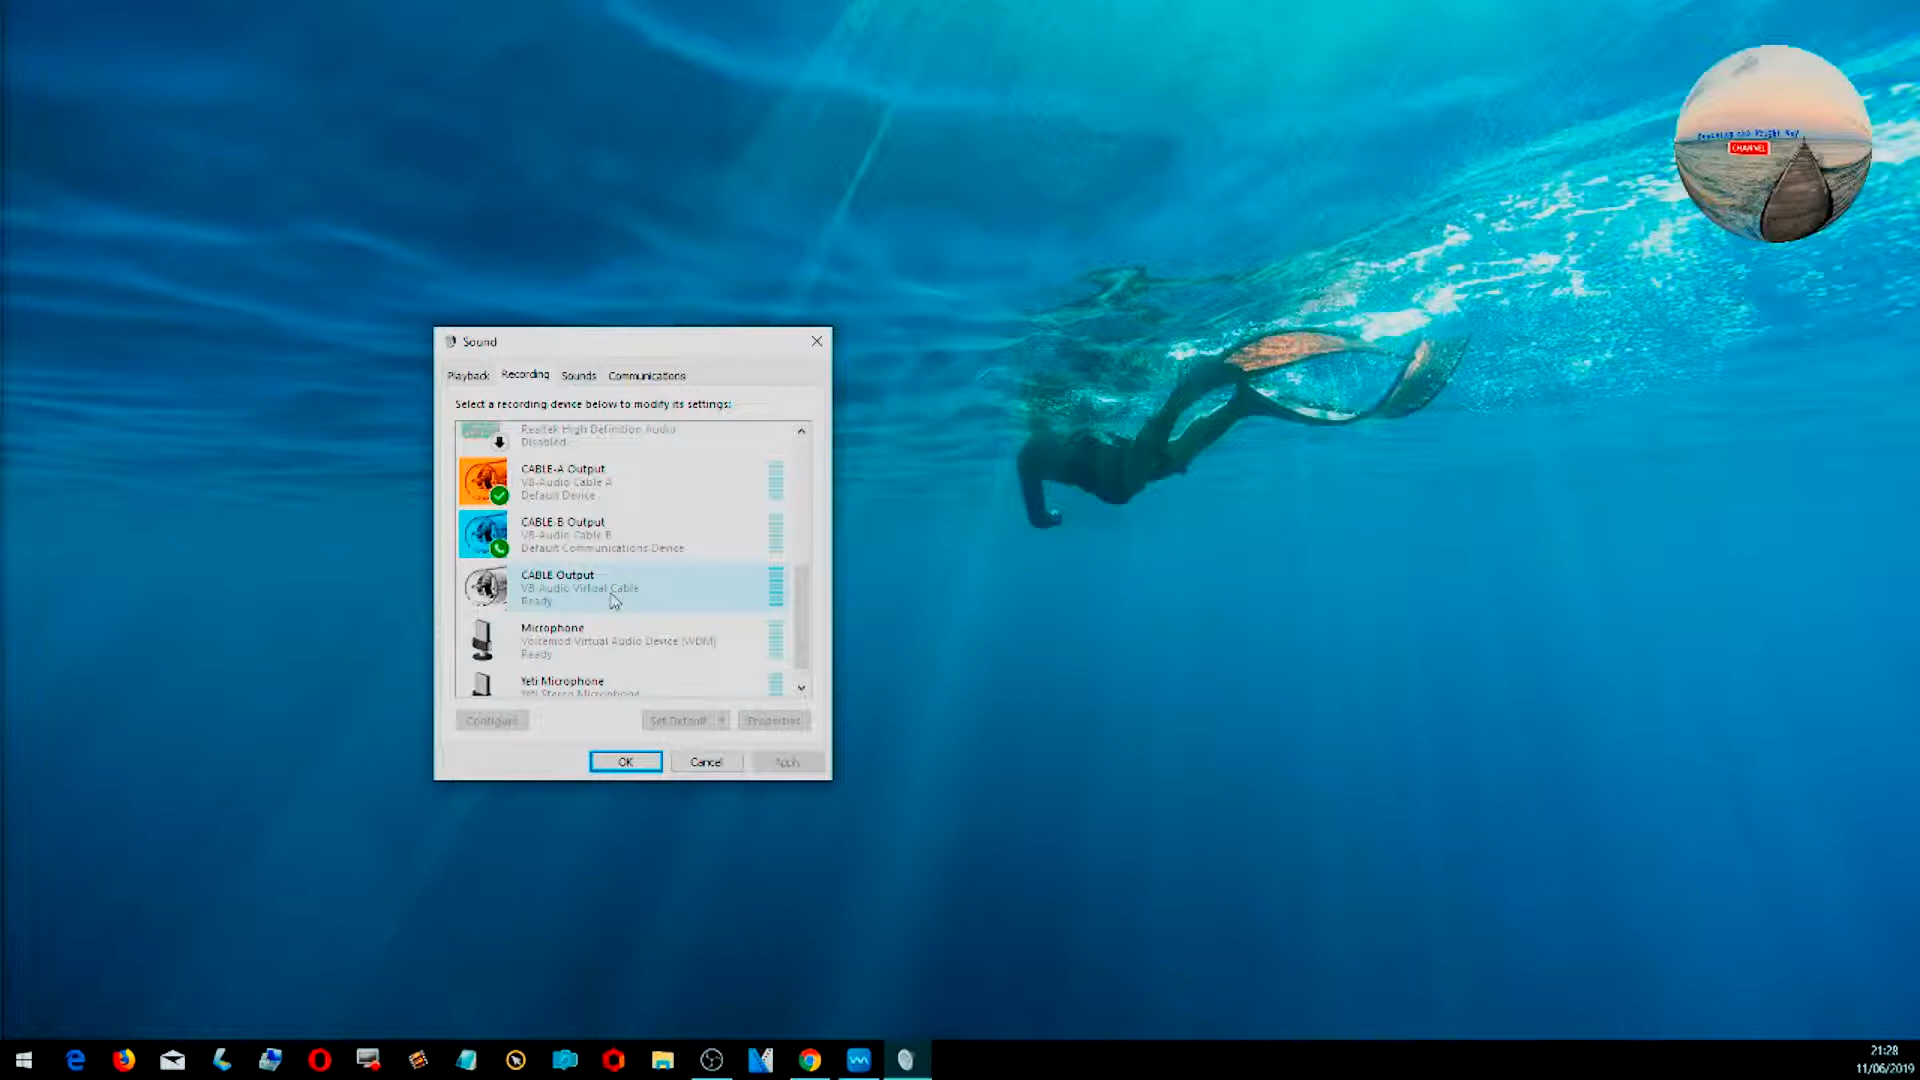 CHANNEL
Sound
Playback Recording Sounds Communications
Select a recording device below to modify its settings:
Realtek High Definition Audio
Disabled
CABLE-A Output
VB-Audio Cable A
Default Device
CABLE-B Output
VB-Audio Cable B
Default Communications Device
CABLE Output
VB-Audio Virtual Cable
Ready
Microphone
Voicemod Virtual Audio Device (WDM)
Ready
Yeti Microphone
Yeti Stereo Microphone
Configure Set Default Properties
OK Cancel Apply
21:28
11/06/2019